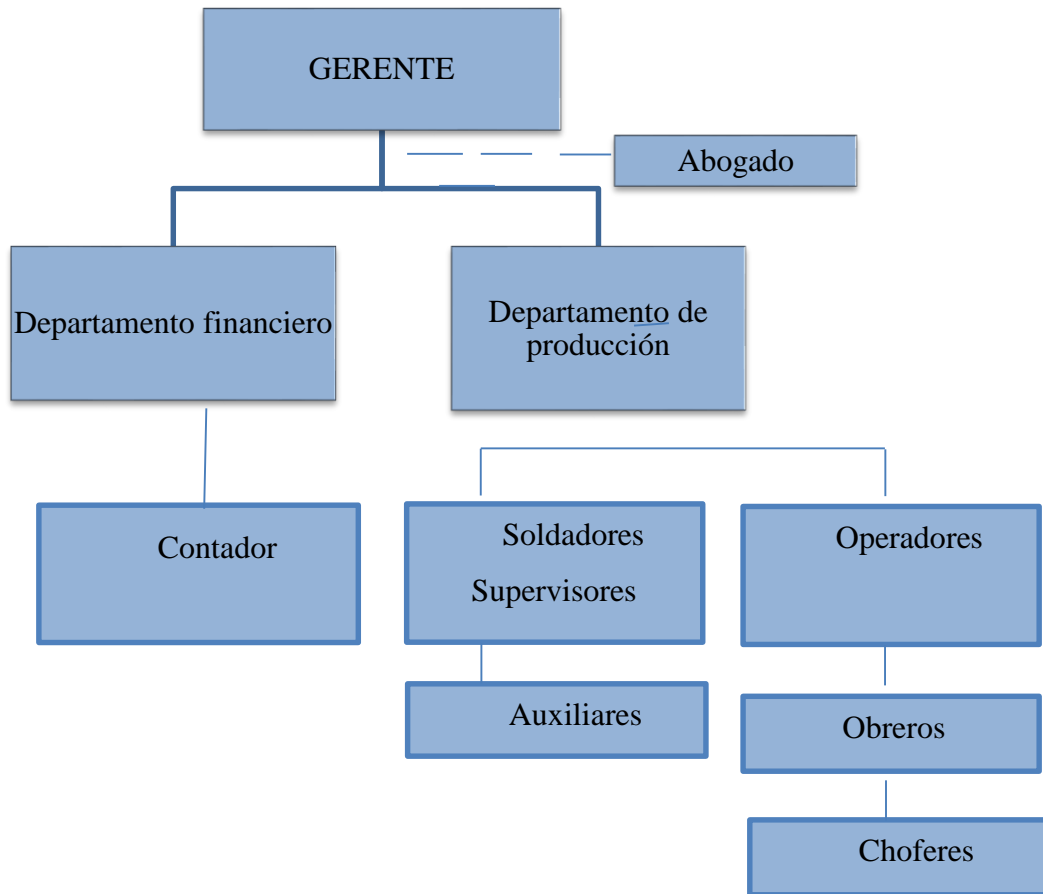 GERENTE
Abogado
Departamento financiero
Departamento de
producción
Contador
Soldadores
Supervisores
Operadores
Auxiliares
Obreros
Choferes